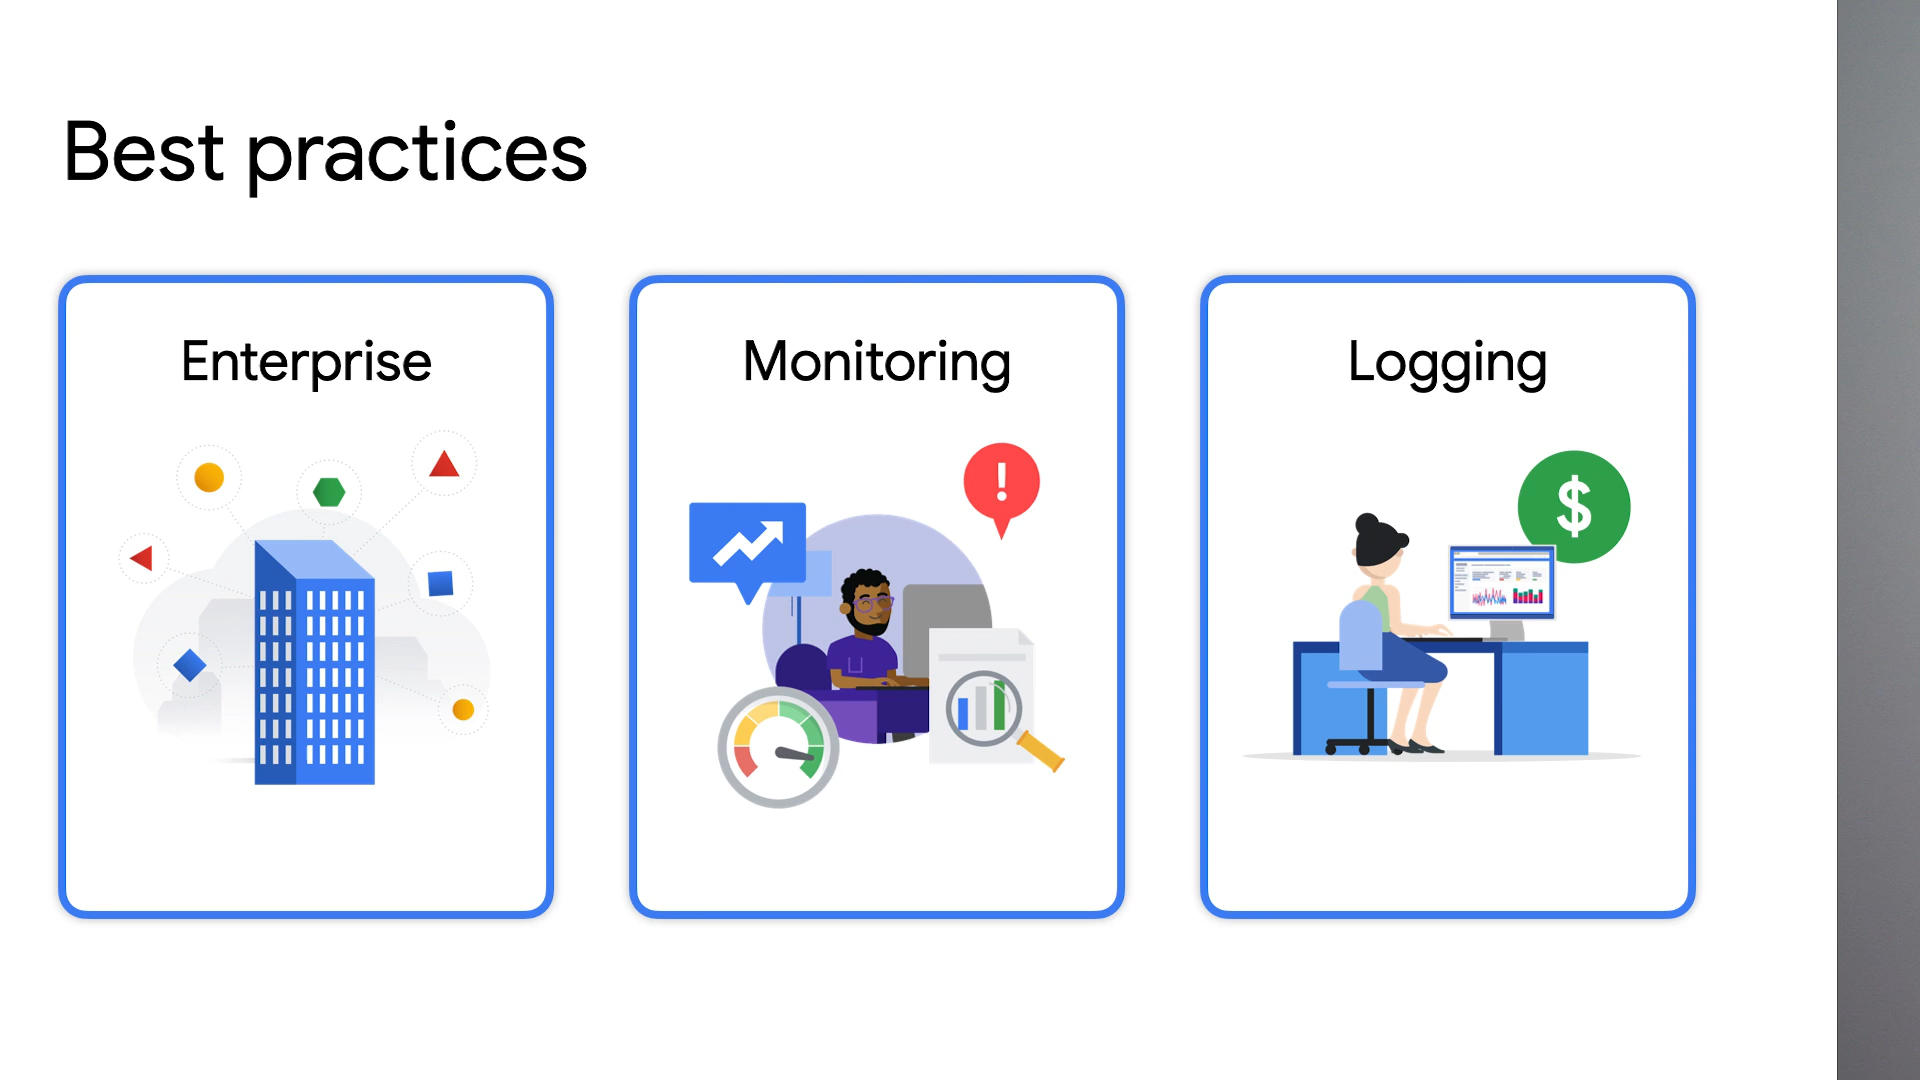 Best practices
Enterprise
Monitoring
Logging
!
$